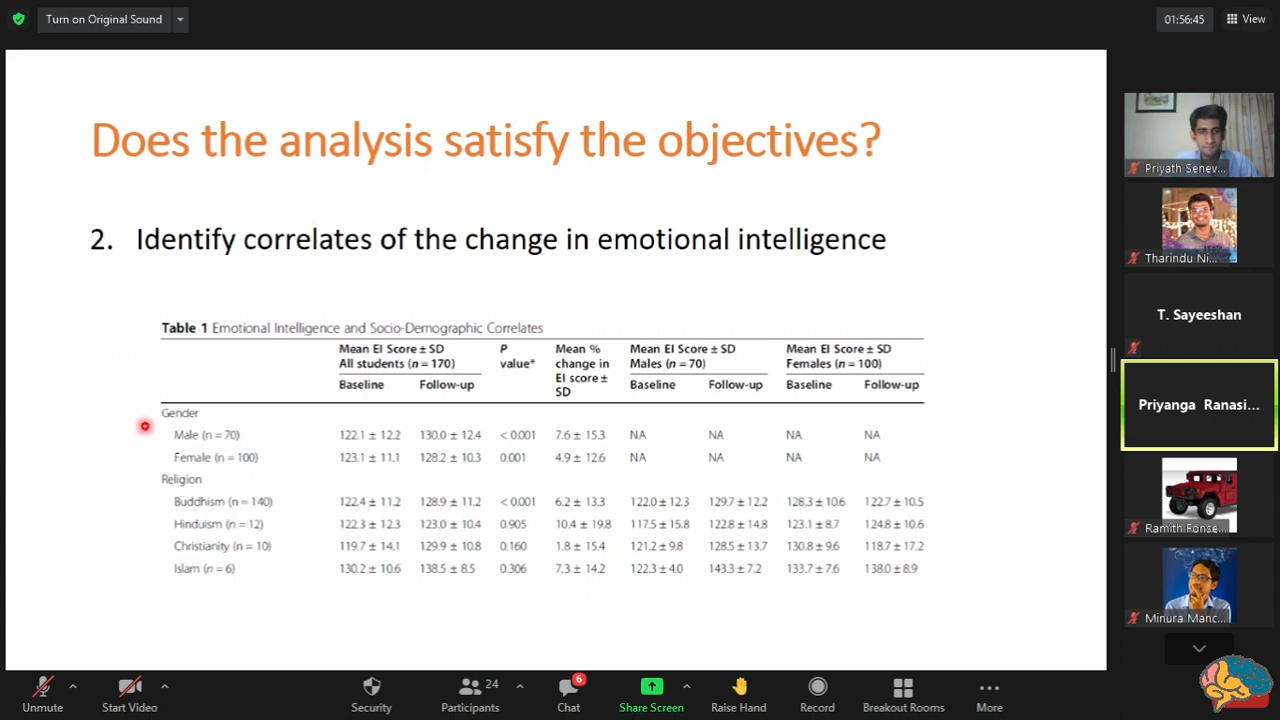 Turn on Original Sound
01:56:45
View
Does the analysis satisfy the objectives?
2. Identify correlates of the change in emotional intelligence
Table 1 Emotional Intelligence and Socio-Demographic Correlates
Mean EI Score ± SD All students (n = 170)
P value*
Mean % change in EI score ± SD
Mean EI Score ± SD Males (n = 70)
Mean EI Score ± SD Females (n = 100)
Baseline Follow-up Baseline Follow-up Baseline Follow-up
Gender
Male (n = 70) 122.1 ± 12.2 130.0 ± 12.4 < 0.001 7.6 ± 15.3 NA NA NA NA
Female (n = 100) 123.1 ± 11.1 128.2 ± 10.3 0.001 4.9 ± 12.6 NA NA NA NA
Religion
Buddhism (n = 140) 122.4 ± 11.2 128.9 ± 11.2 < 0.001 6.2 ± 13.3 122.0 ± 12.3 129.7 ± 12.2 128.3 ± 10.6 122.7 ± 10.5
Hinduism (n = 12) 122.3 ± 12.3 123.0 ± 10.4 0.905 10.4 ± 19.8 117.5 ± 15.8 122.8 ± 14.8 123.1 ± 8.7 124.8 ± 10.6
Christianity (n = 10) 119.7 ± 14.1 129.9 ± 10.8 0.160 1.8 ± 15.4 121.2 ± 9.8 128.5 ± 13.7 130.8 ± 9.6 118.7 ± 17.2
Islam (n = 6) 130.2 ± 10.6 138.5 ± 8.5 0.306 7.3 ± 14.2 122.3 ± 4.0 143.3 ± 7.2 133.7 ± 7.6 138.0 ± 8.9
Priyath Senev...
Tharindu Ni...
T. Sayeeshan
Priyanga Ranasi...
Ramith Fonse...
Minura Manc...
Unmute
Start Video
Security
24
Participants
6
Chat
Share Screen
Raise Hand
Record
Breakout Rooms
More